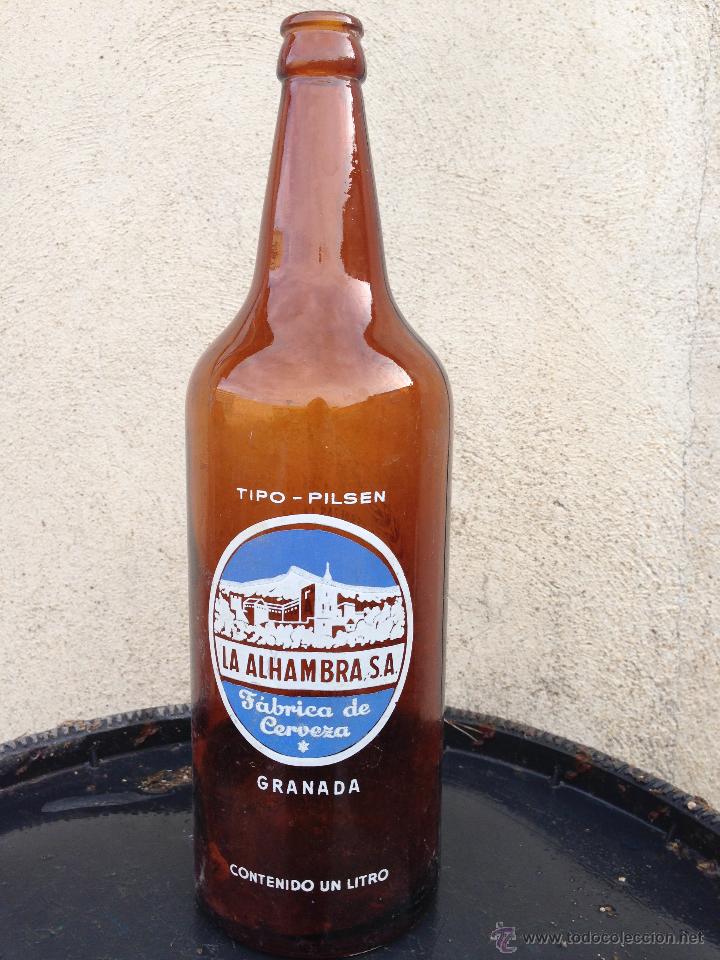 TIPO - PILSEN
LA ALHAMBRA, S.A.
Fábrica de
Cerveza
GRANADA
CONTENIDO UN LITRO
© www.todocoleccion.net